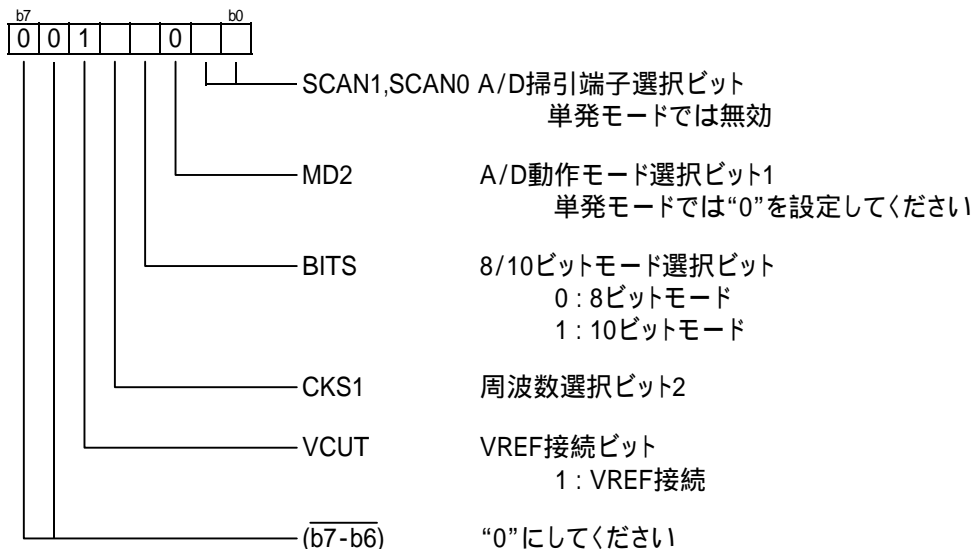 b7 b0
0 0 1 0
SCAN1,SCAN0 A/D掃引端子選択ビット
単発モードでは無効
MD2 A/D動作モード選択ビット1
単発モードでは“0”を設定してください
BITS 8/10ビットモード選択ビット
0 : 8ビットモード
1 : 10ビットモード
CKS1 周波数選択ビット2
VCUT VREF接続ビット
1 : VREF接続
(b7-b6) “0”にしてください